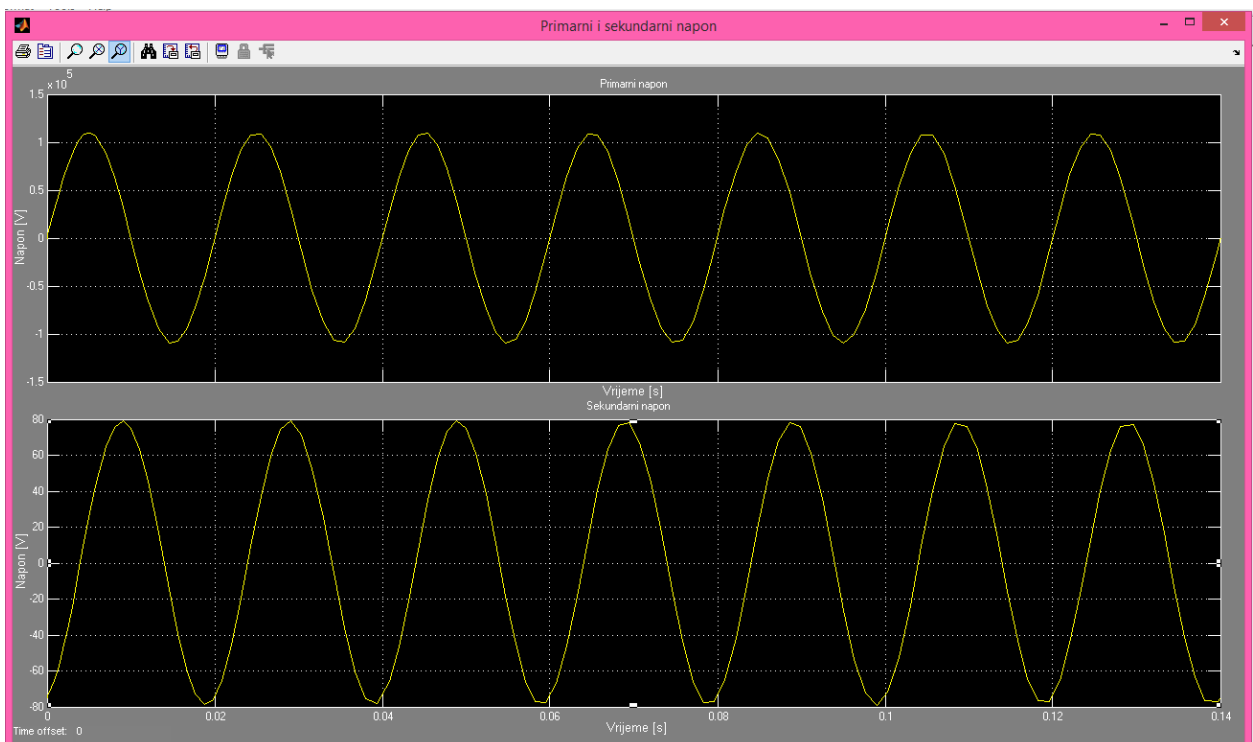 Primarni i sekundarni napon
Primarni napon
x 10^5
1.5
1
0.5
0
-0.5
-1
-1.5
Napon [V]
Vrijeme [s]
Sekundarni napon
80
60
40
20
0
-20
-40
-60
-80
Napon [V]
0 0.02 0.04 0.06 0.08 0.1 0.12 0.14
Vrijeme [s]
Time offset: 0